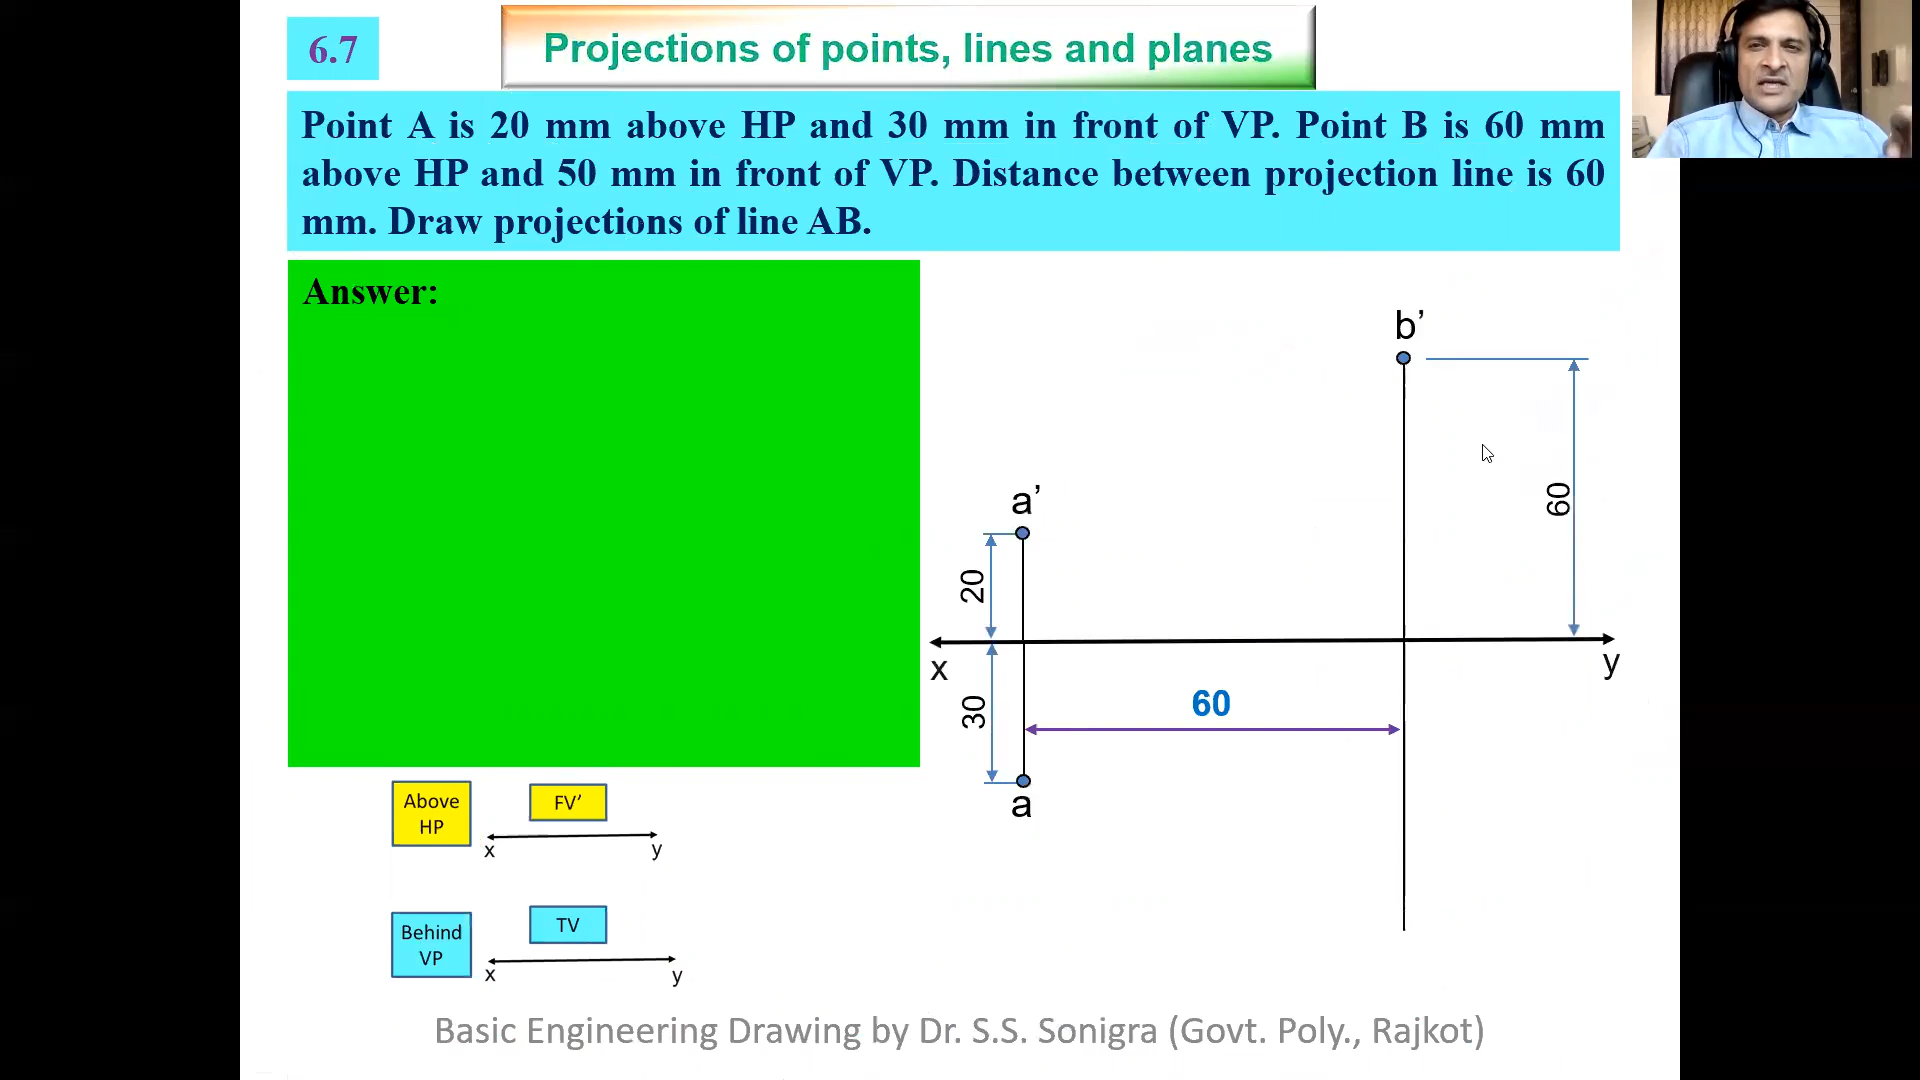 6.7
Projections of points, lines and planes
Point A is 20 mm above HP and 30 mm in front of VP. Point B is 60 mm
above HP and 50 mm in front of VP. Distance between projection line is 60
mm. Draw projections of line AB.
Answer:
b’
60
a’
20
x
y
30
60
a
Above
HP
FV’
x
y
Behind
VP
TV
x
y
Basic Engineering Drawing by Dr. S.S. Sonigra (Govt. Poly., Rajkot)